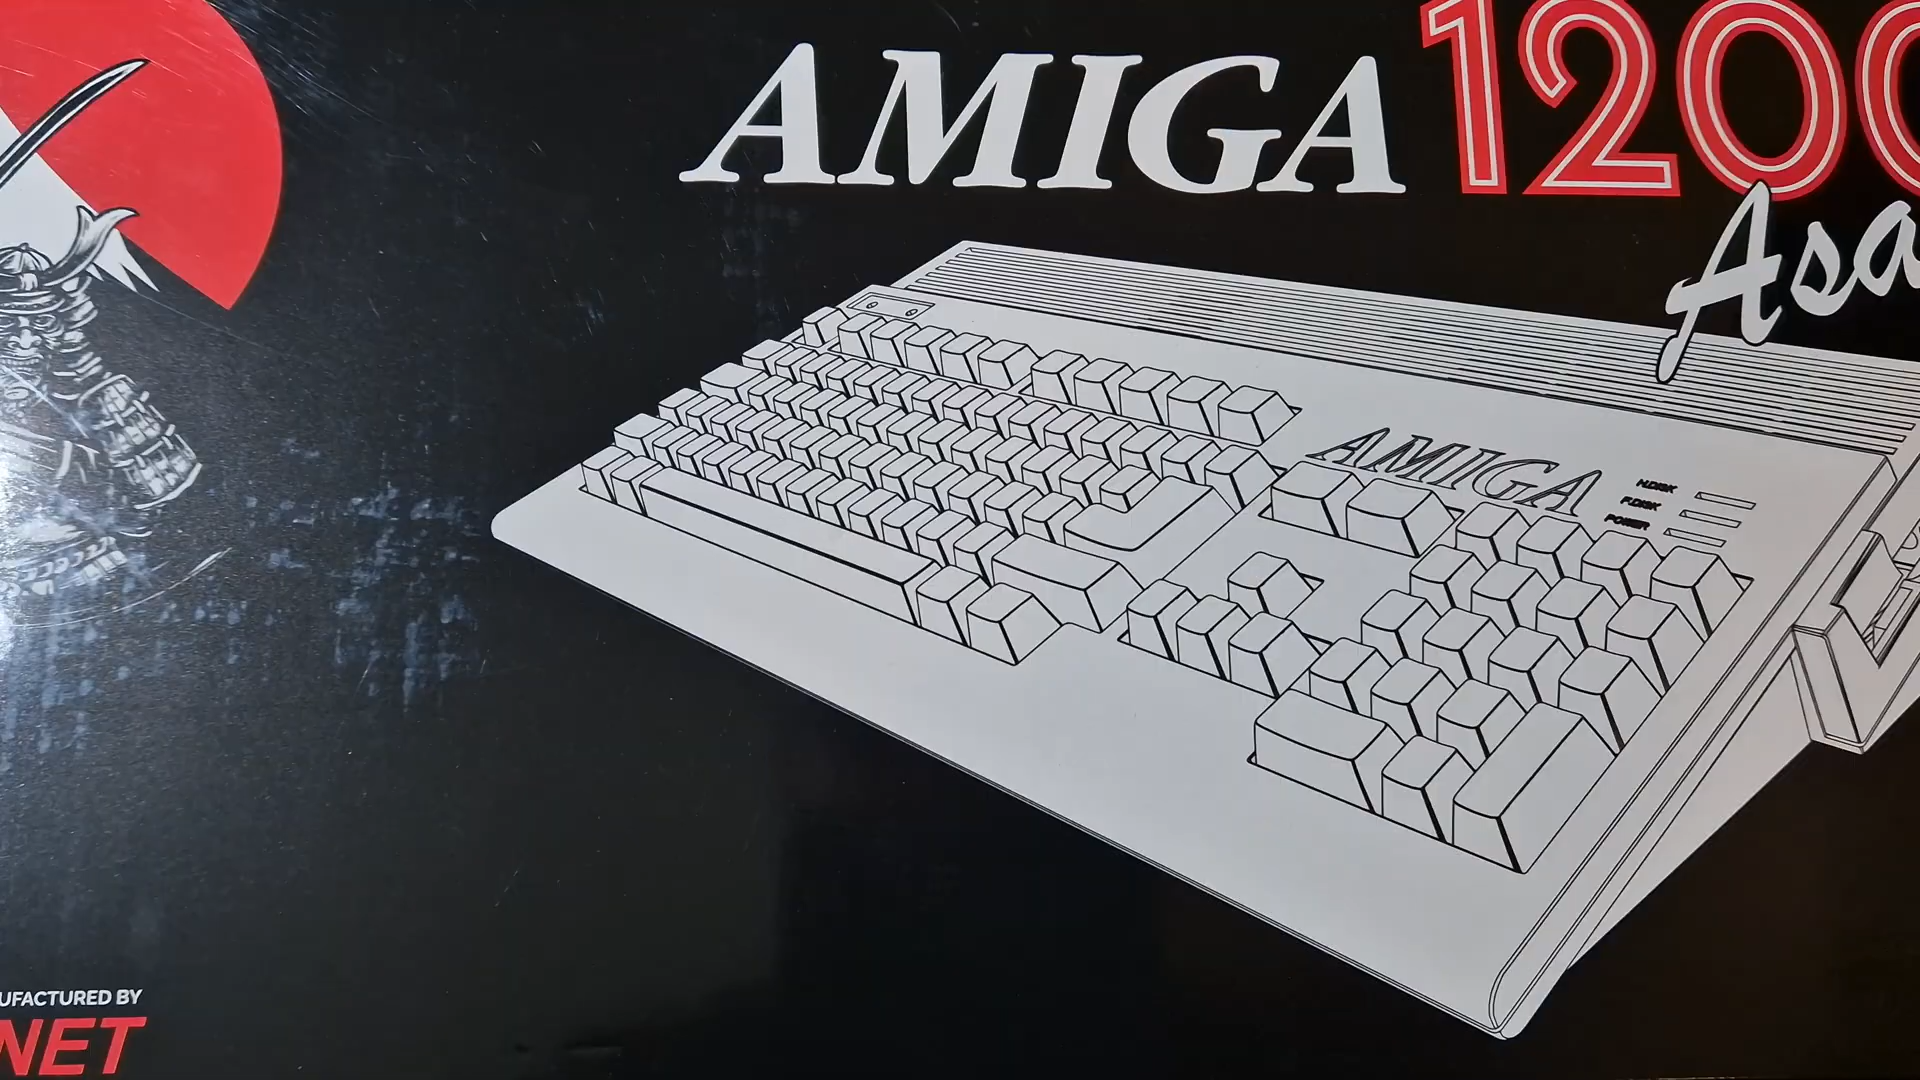 AMIGA 1200
Asa
AMIGA
H.DISK
F.DISK
POWER
UFACTURED BY
NET